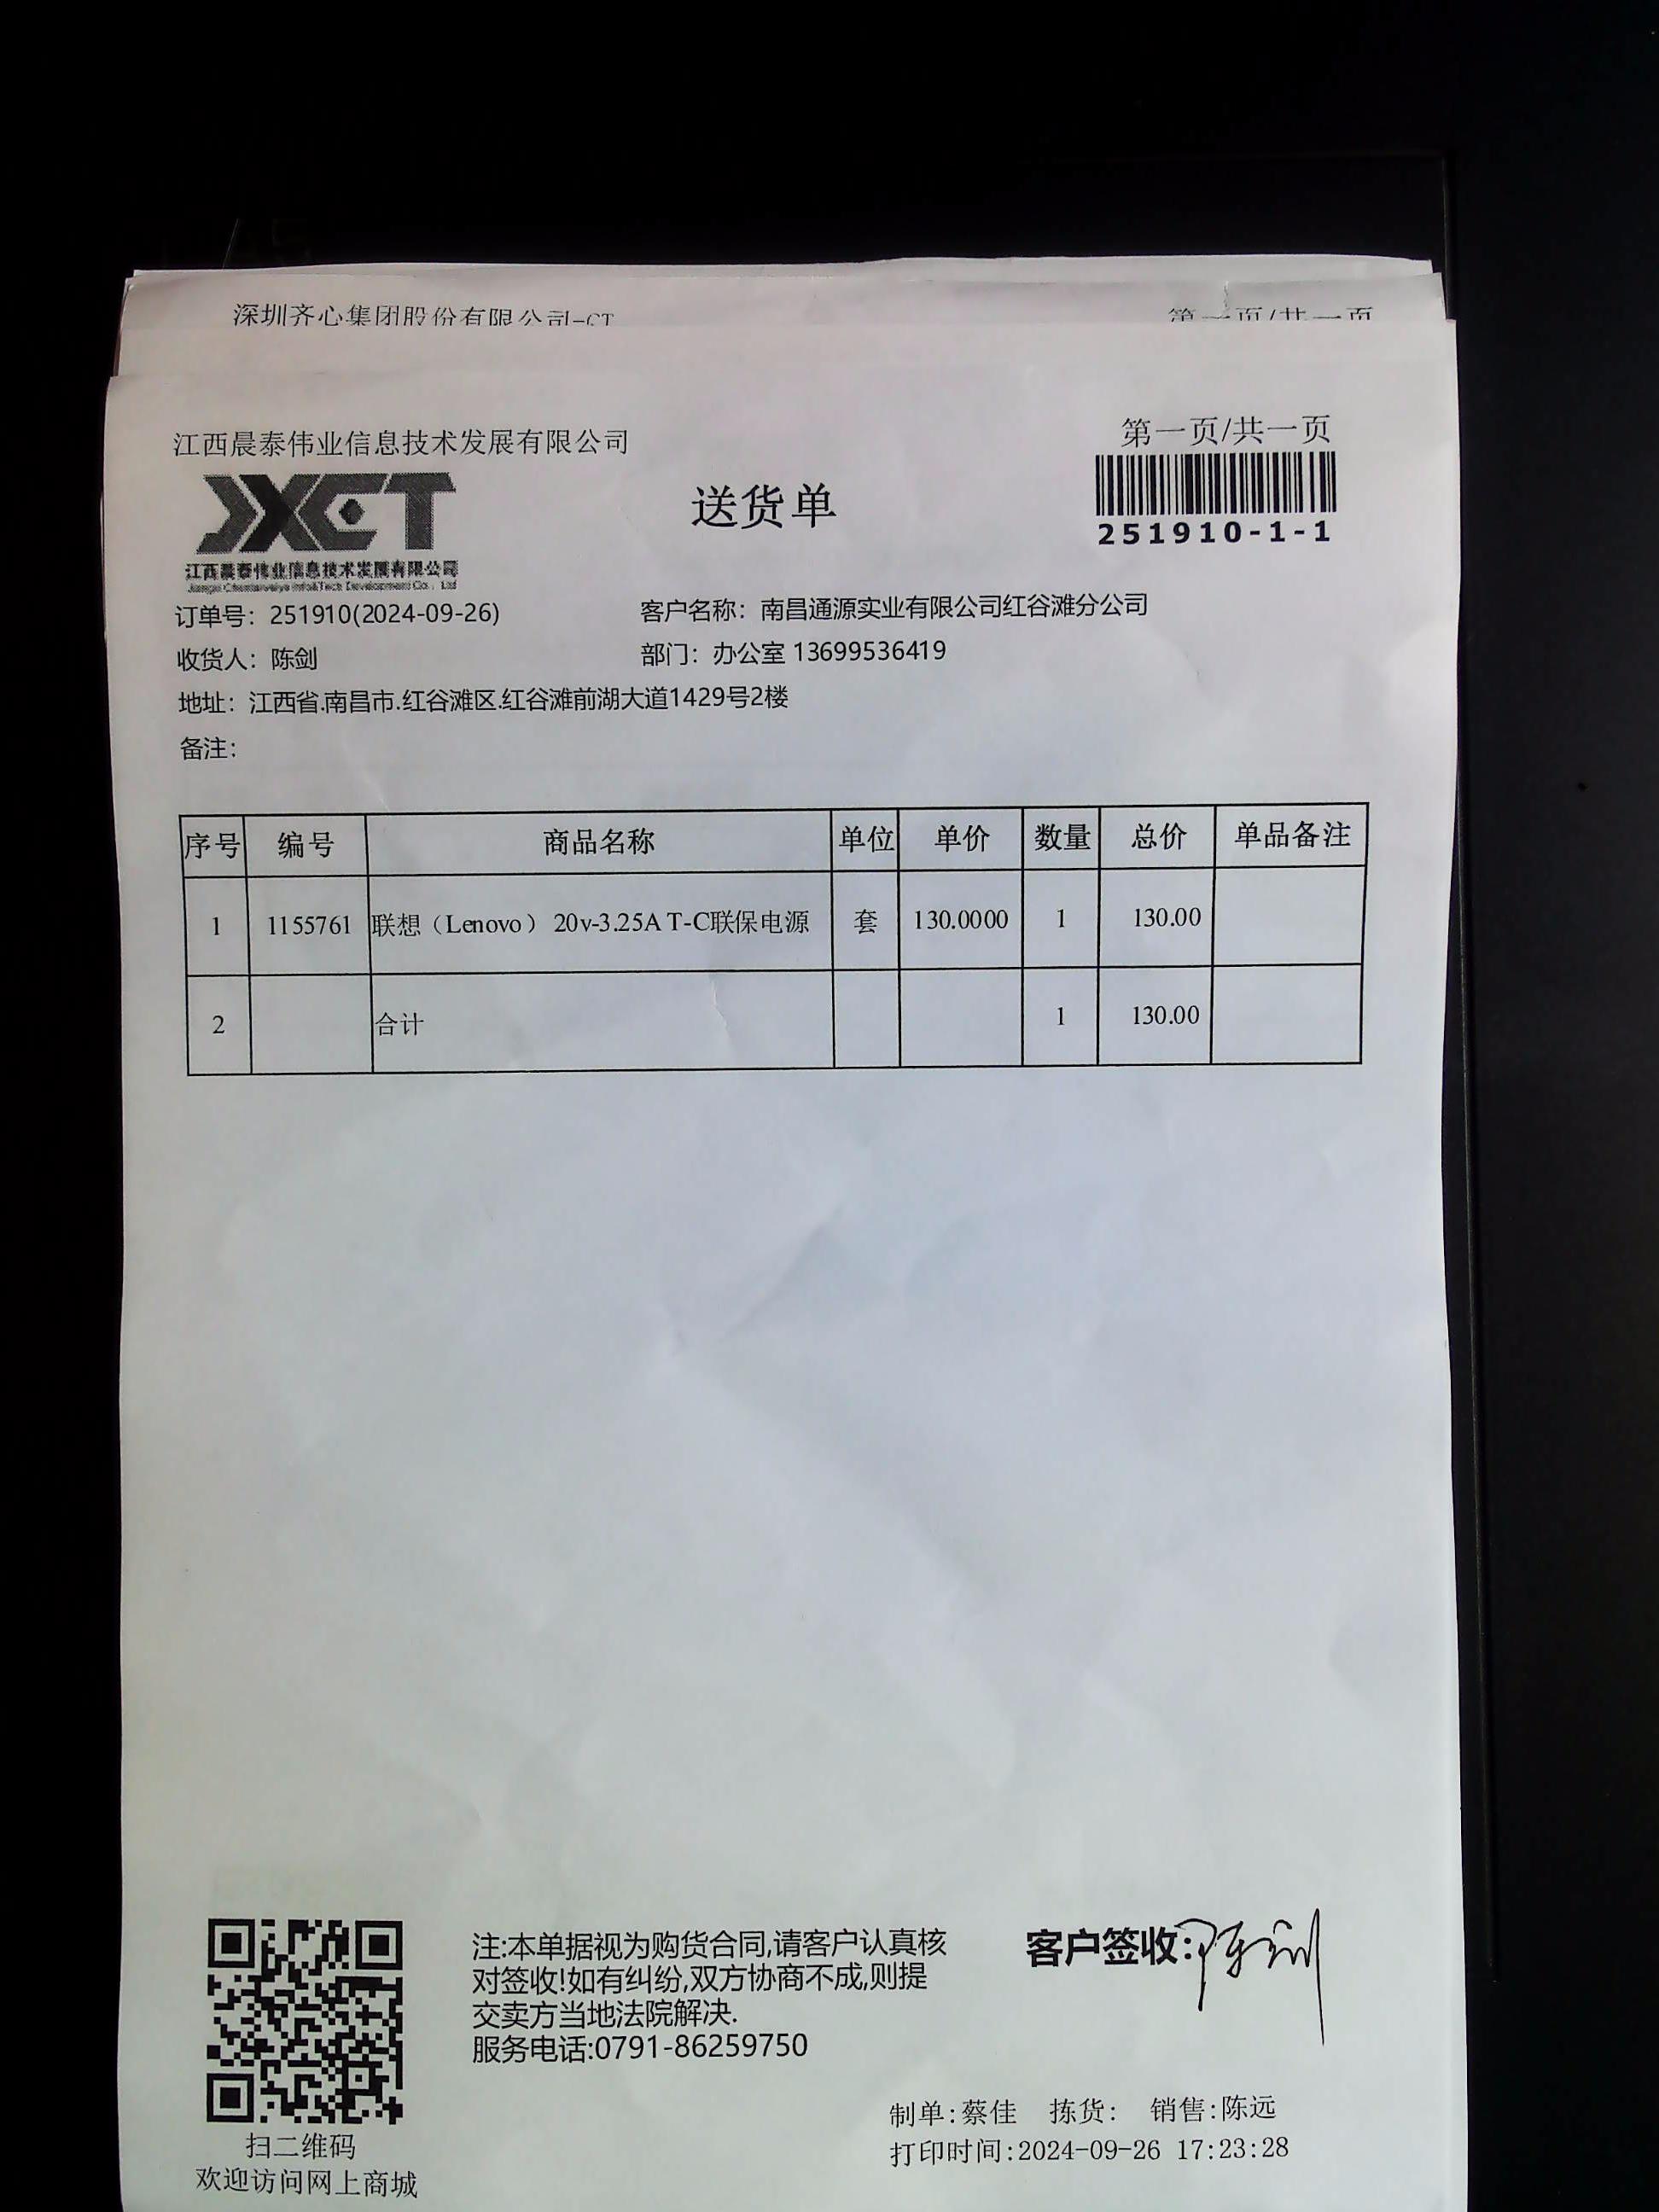 深圳齐心集团股份有限公司-CT
第一页/共一页
江西晨泰伟业信息技术发展有限公司
第一页/共一页
JXCT
送货单
251910-1-1
江西晨泰伟业信息技术发展有限公司
订单号：251910(2024-09-26)
客户名称：南昌通源实业有限公司红谷滩分公司
收货人：陈剑
部门：办公室 13699536419
地址：江西省.南昌市.红谷滩区.红谷滩前湖大道1429号2楼
备注：
序号 编号 商品名称 单位 单价 数量 总价 单品备注
1 1155761 联想（Lenovo） 20v-3.25A T-C联保电源 套 130.0000 1 130.00
2 合计 1 130.00
注:本单据视为购货合同,请客户认真核
对签收!如有纠纷,双方协商不成,则提
交卖方当地法院解决.
服务电话:0791-86259750
客户签收:陈剑
扫二维码
欢迎访问网上商城
制单:蔡佳 拣货: 销售:陈远
打印时间:2024-09-26 17:23:28